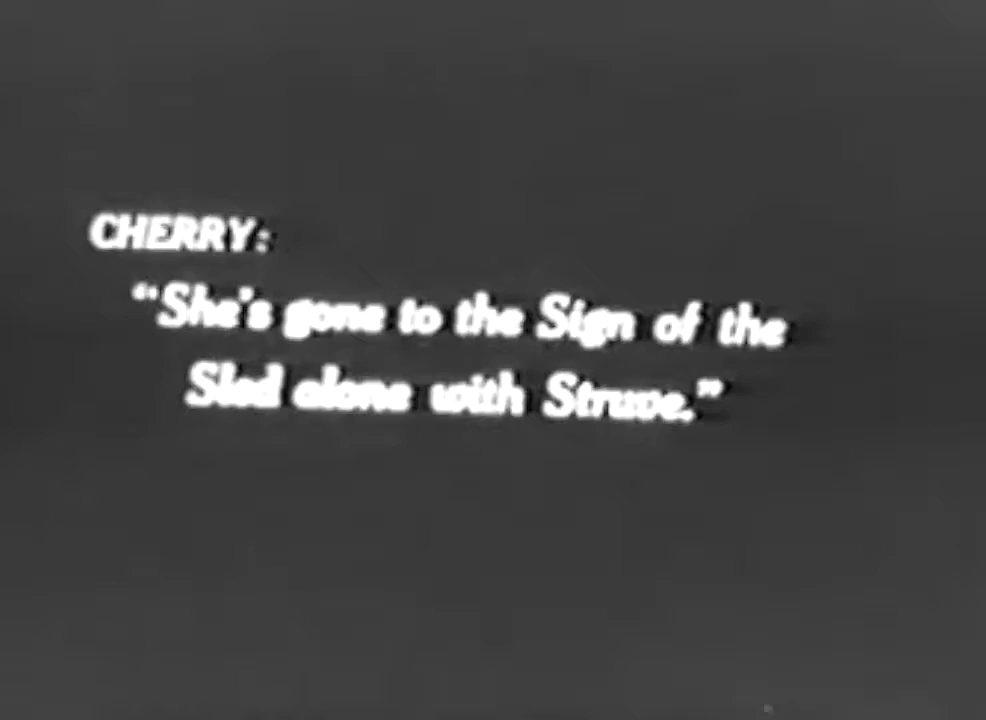 CHERRY:
“She's gone to the Sign of the
Sled alone with Struve.”